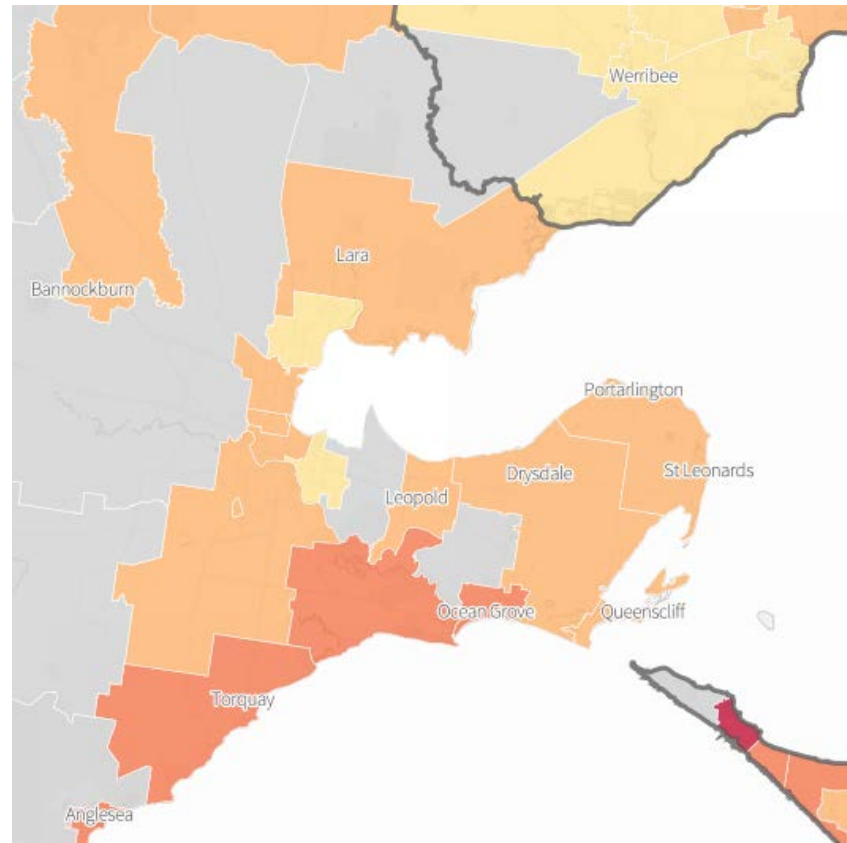 Werribee
Lara
Bannockburn
Portarlington
Drysdale
St Leonards
Leopold
Ocean Grove
Queenscliff
Torquay
Anglesea